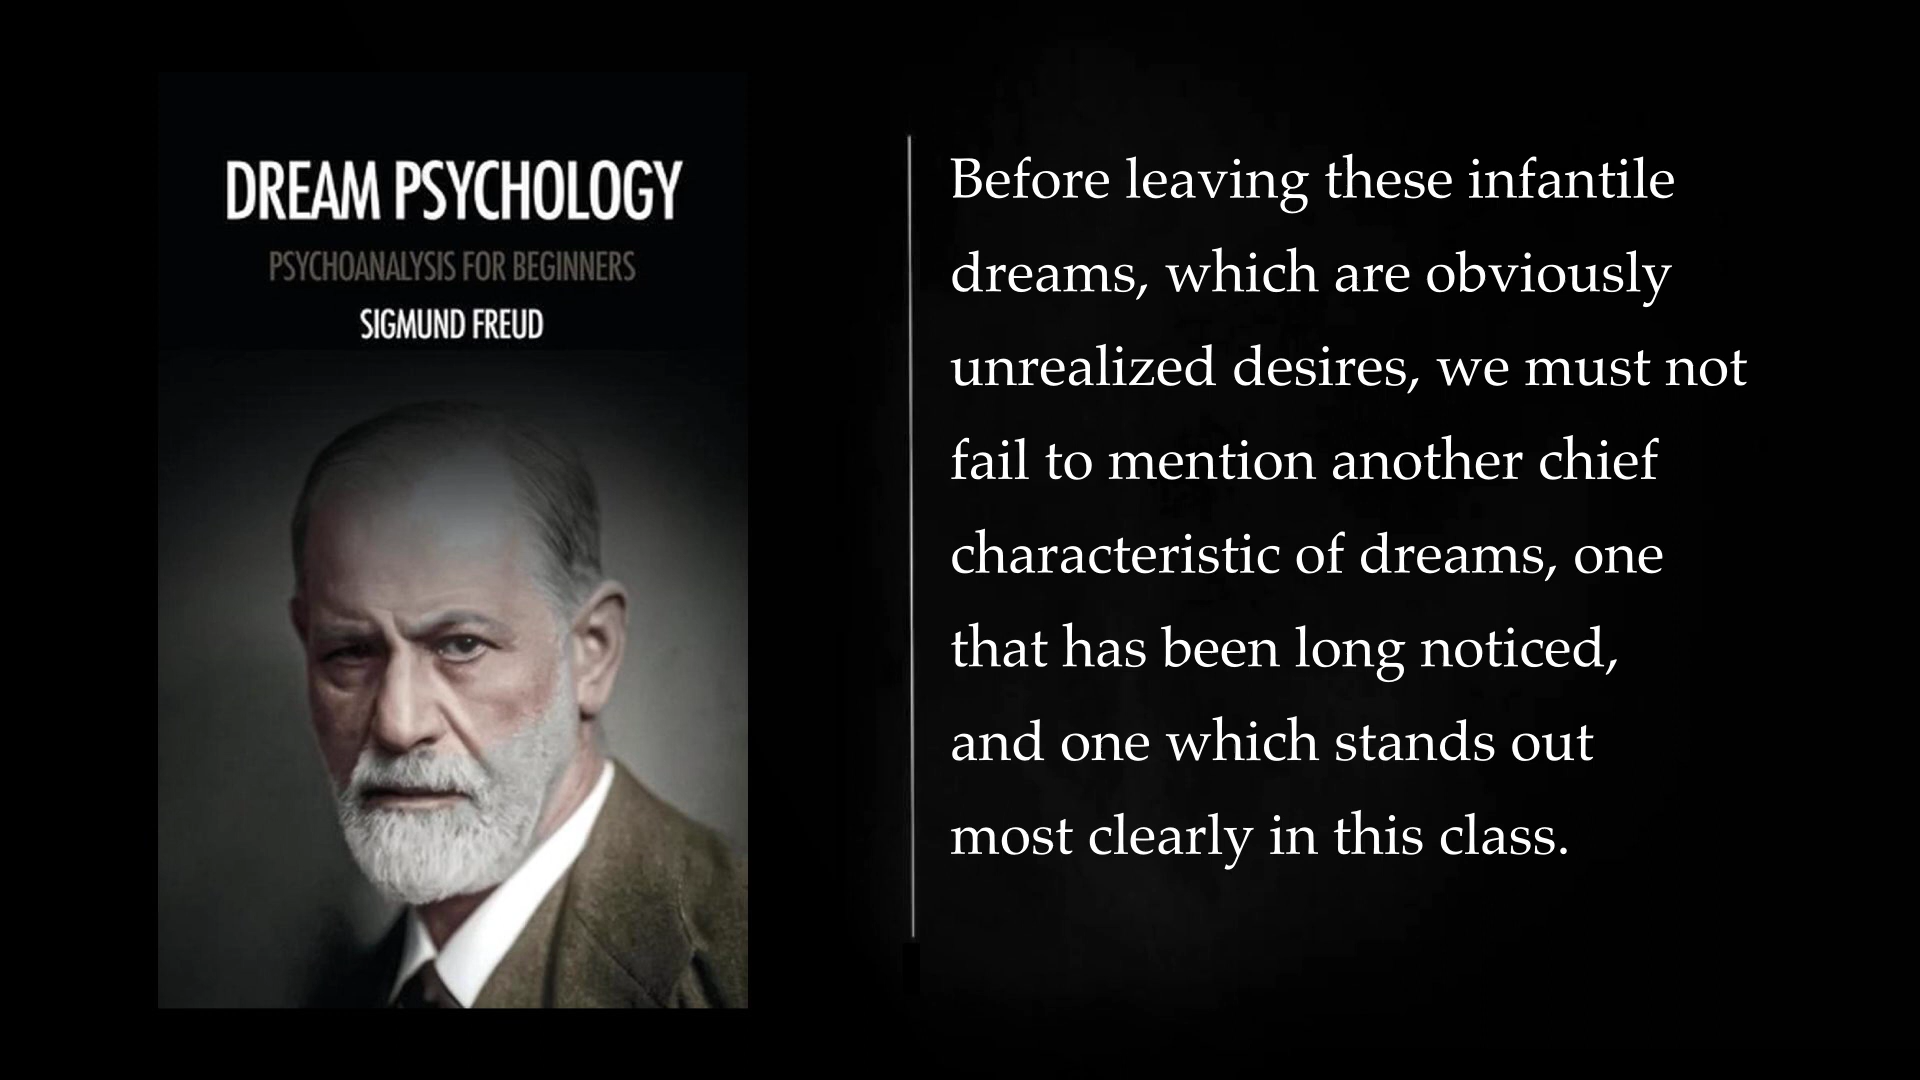 DREAM PSYCHOLOGY
PSYCHOANALYSIS FOR BEGINNERS
SIGMUND FREUD
Before leaving these infantile
dreams, which are obviously
unrealized desires, we must not
fail to mention another chief
characteristic of dreams, one
that has been long noticed,
and one which stands out
most clearly in this class.